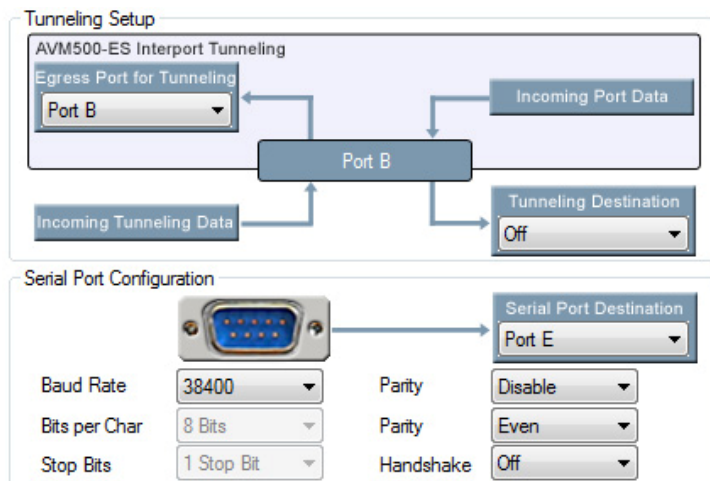 Tunneling Setup
AVM500-ES Interport Tunneling
Egress Port for Tunneling
Port B
Incoming Port Data
Port B
Incoming Tunneling Data
Tunneling Destination
Off
Serial Port Configuration
Serial Port Destination
Port E
Baud Rate 38400 Parity Disable
Bits per Char 8 Bits Parity Even
Stop Bits 1 Stop Bit Handshake Off